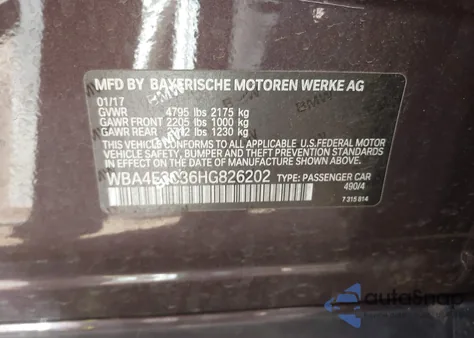 MFD BY BAYERISCHE MOTOREN WERKE AG
01/17
GVWR 4795 lbs 2175 kg
GAWR FRONT 2205 lbs 1000 kg
GAWR REAR 2712 lbs 1230 kg
THIS VEHICLE CONFORMS TO ALL APPLICABLE U.S.FEDERAL MOTOR
VEHICLE SAFETY, BUMPER, AND THEFT PREVENTION STANDARDS
IN EFFECT ON THE DATE OF MANUFACTURE SHOWN ABOVE.
WBA4E3C36HG826202 TYPE: PASSENGER CAR
490/4
7 315 814
autoSnap